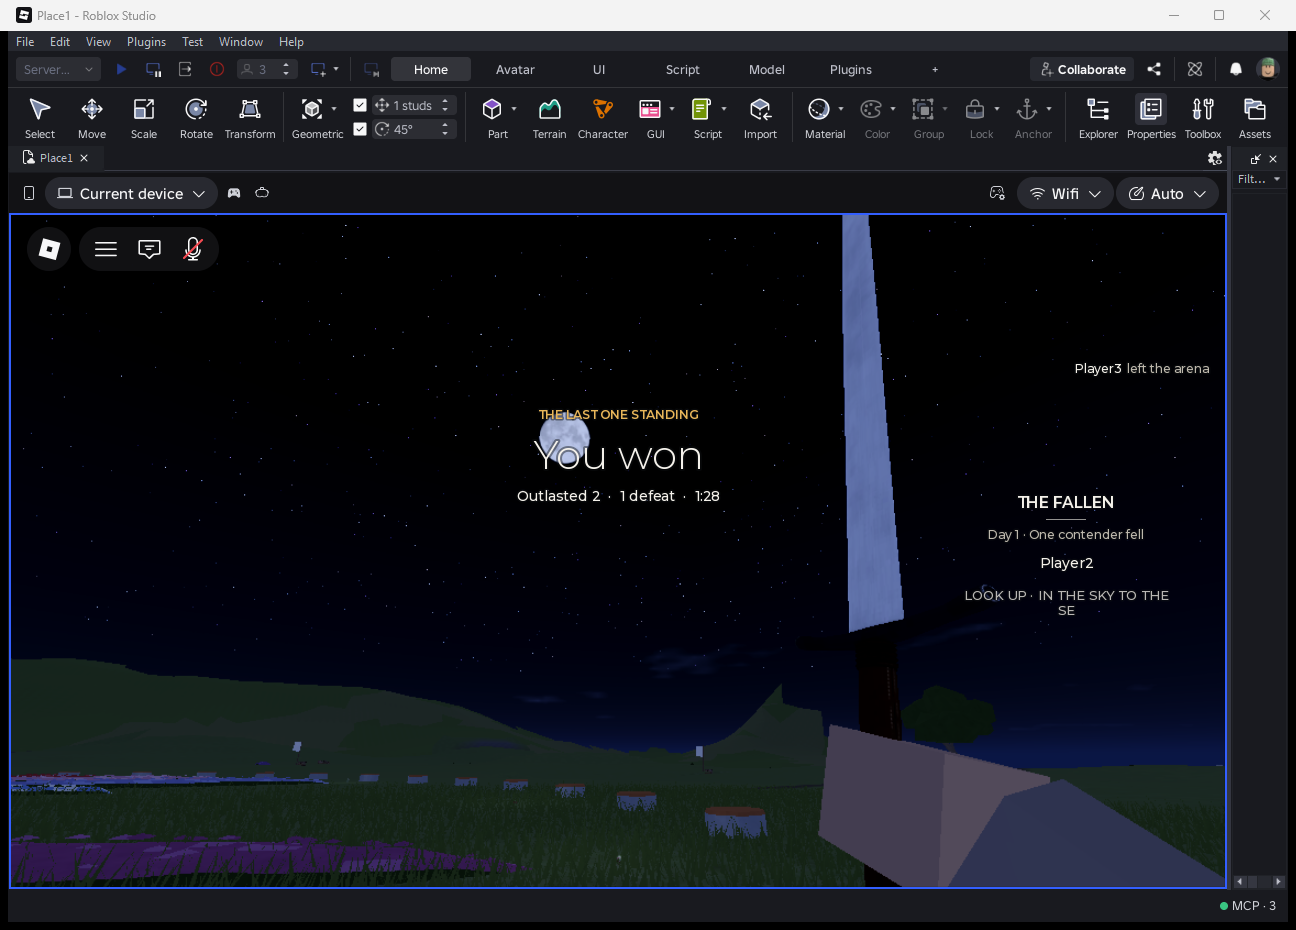 Place1 - Roblox Studio
File Edit View Plugins Test Window Help
Server... 3 Home Avatar UI Script Model Plugins + Collaborate
1 studs
45°
Select Move Scale Rotate Transform Geometric Part Terrain Character GUI Script Import Material Color Group Lock Anchor Explorer Properties Toolbox Assets
Place1
Filt...
Current device Wifi Auto
Player3 left the arena
THE LAST ONE STANDING
You won
Outlasted 2 · 1 defeat · 1:28
THE FALLEN
Day 1 · One contender fell
Player2
LOOK UP · IN THE SKY TO THE
SE
MCP · 3